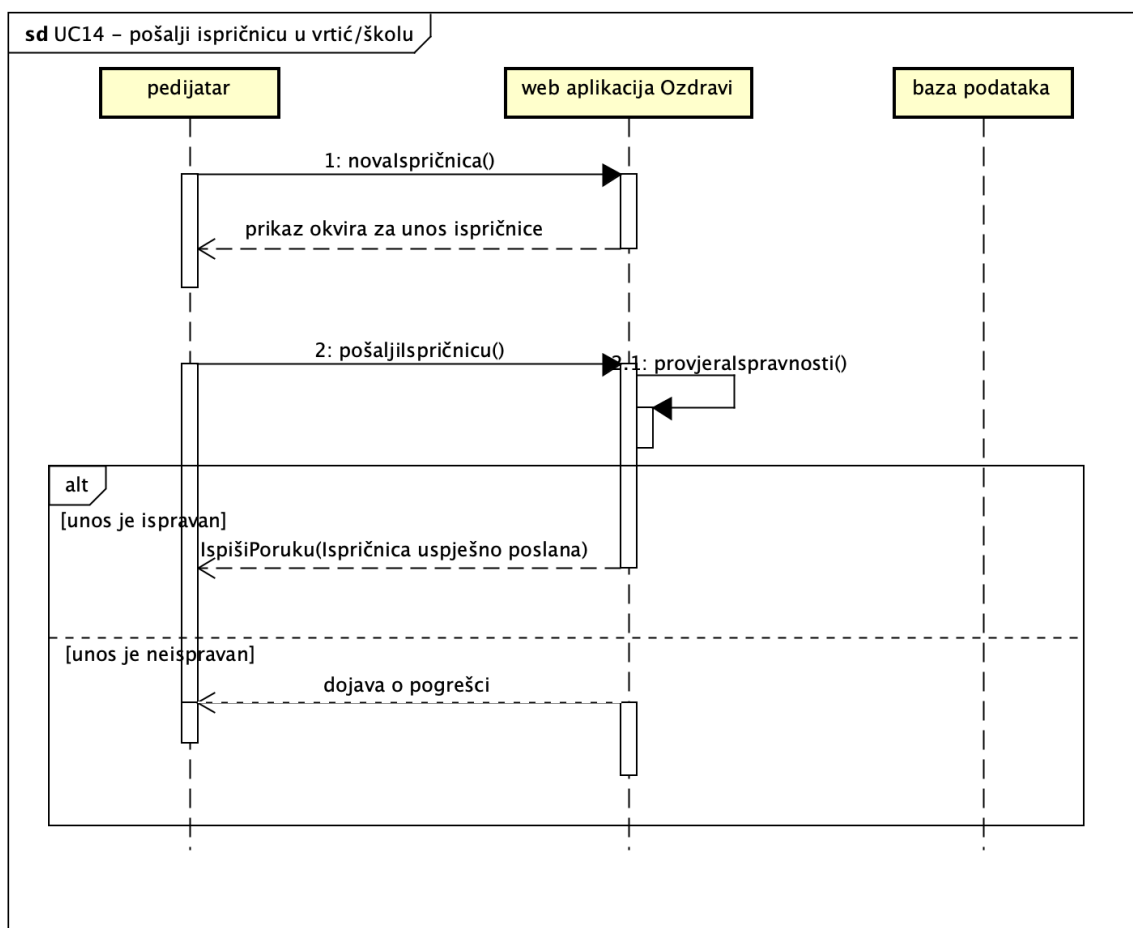 sd UC14 – pošalji ispričnicu u vrtić/školu
pedijatar
web aplikacija Ozdravi
baza podataka
1: novaIspričnica()
prikaz okvira za unos ispričnice
2: pošaljiIspričnicu()
2.1: provjeraIspravnosti()
alt
[unos je ispravan]
IspišiPoruku(Ispričnica uspješno poslana)
[unos je neispravan]
dojava o pogrešci